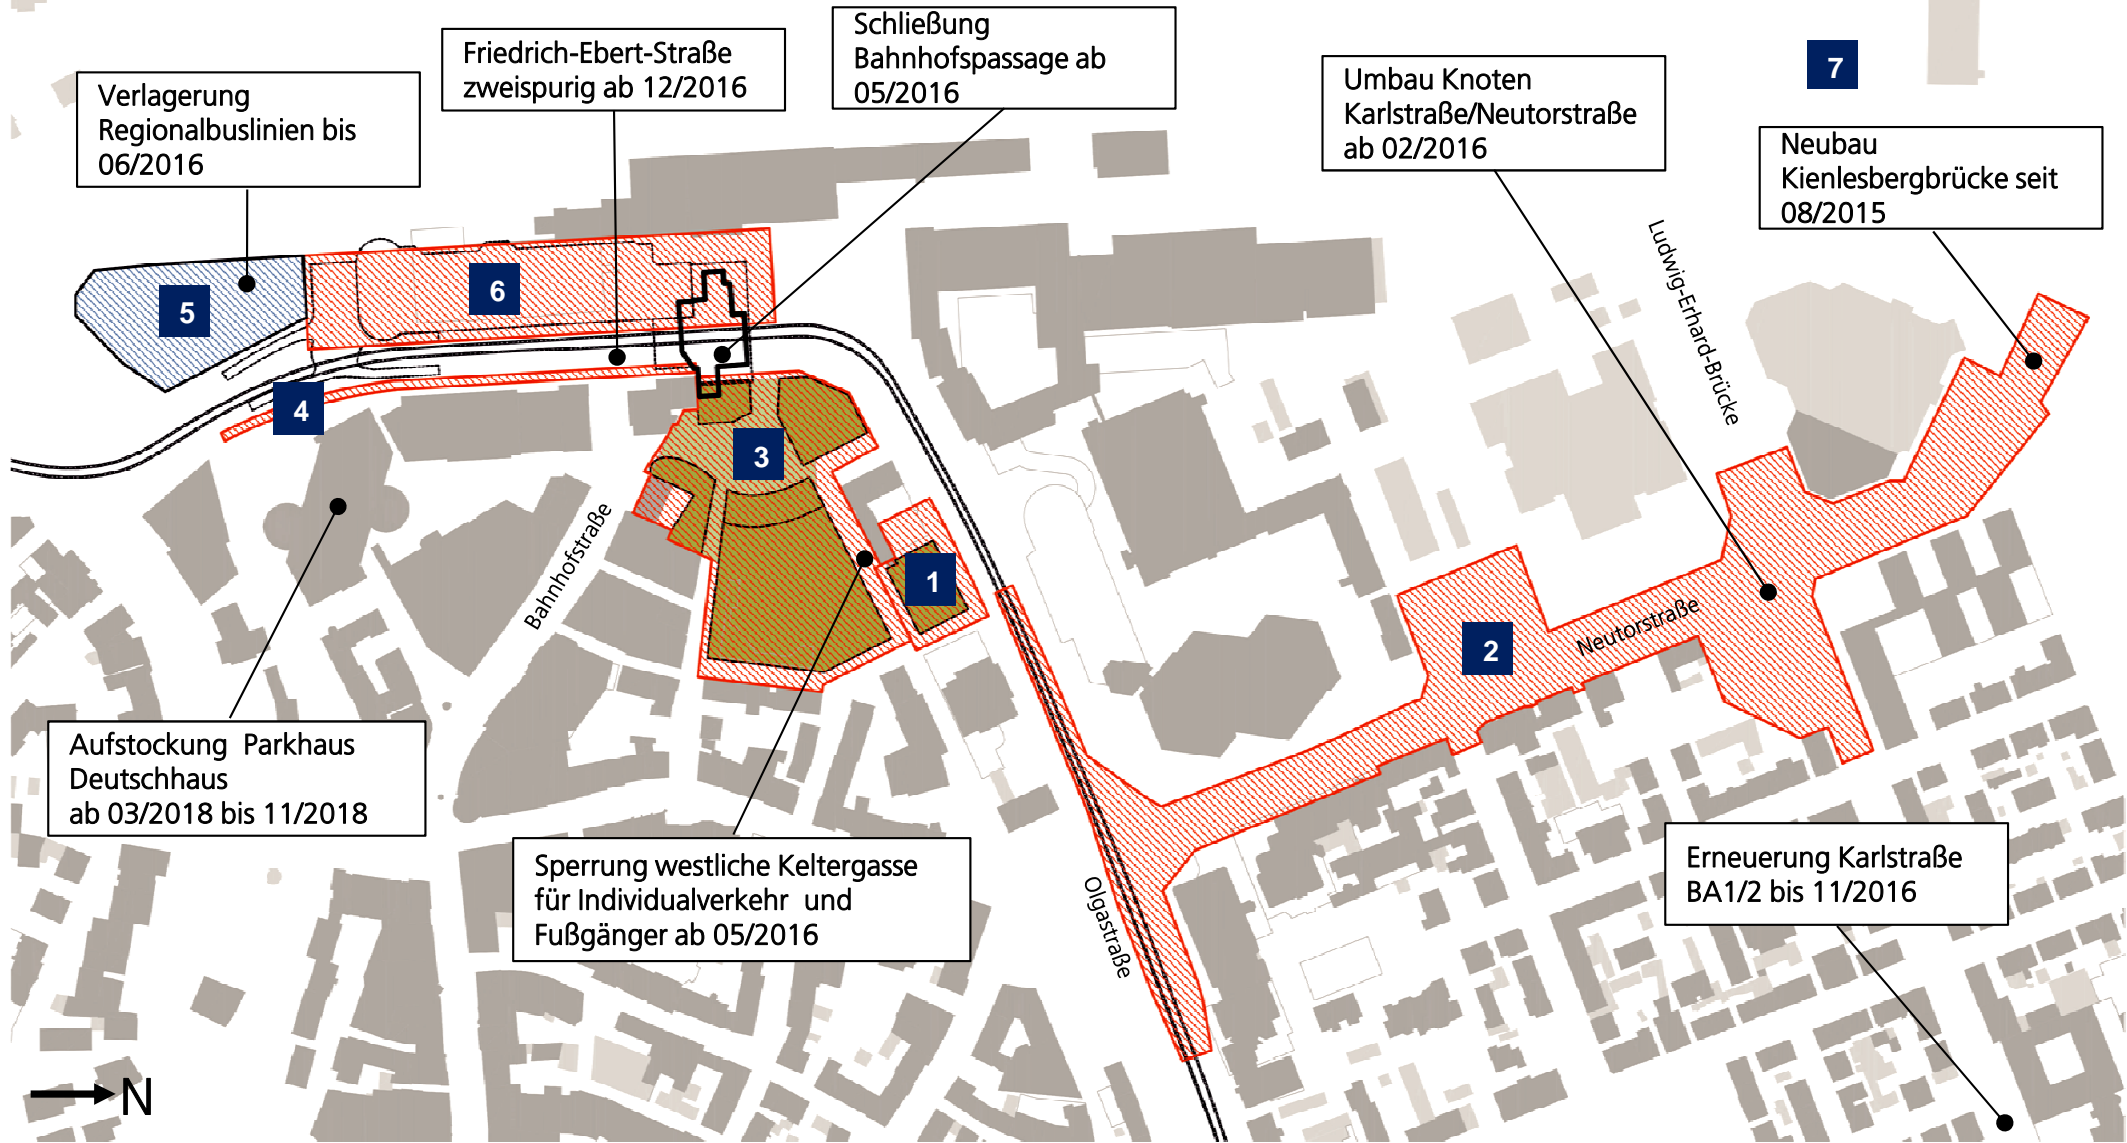 Verlagerung
Regionalbuslinien bis
06/2016
Friedrich-Ebert-Straße
zweispurig ab 12/2016
Schließung
Bahnhofspassage ab
05/2016
Umbau Knoten
Karlstraße/Neutorstraße
ab 02/2016
7
Neubau
Kienlesbergbrücke seit
08/2015
Ludwig-Erhard-Brücke
5
6
4
3
Bahnhofstraße
1
2
Neutorstraße
Aufstockung  Parkhaus
Deutschhaus
ab 03/2018 bis 11/2018
Sperrung westliche Keltergasse
für Individualverkehr  und
Fußgänger ab 05/2016
Olgastraße
Erneuerung Karlstraße
BA1/2 bis 11/2016
N